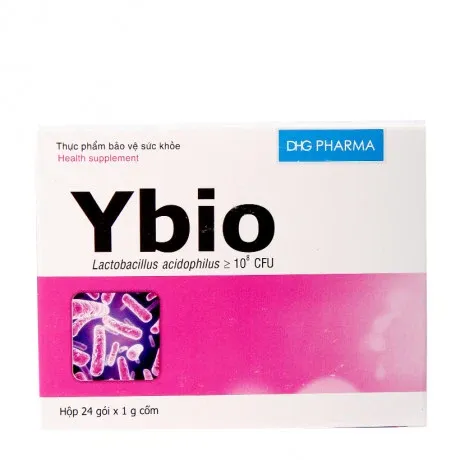 Thực phẩm bảo vệ sức khỏe
Health supplement
DHG PHARMA
Ybio
Lactobacillus acidophilus ≥ 10⁸ CFU
Hộp 24 gói x 1 g cốm